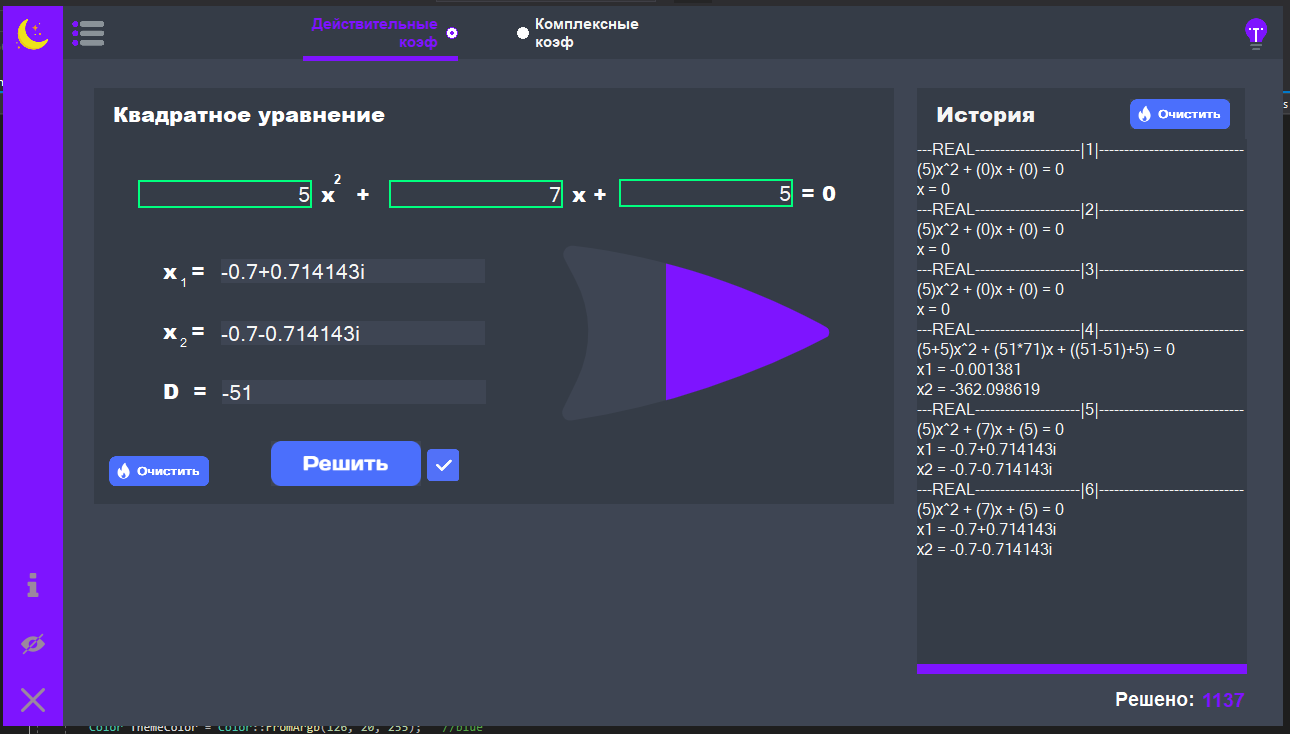 Действительные
коэф
Комплексные
коэф
T
Квадратное уравнение
5 x2 + 7 x + 5 = 0
x1 = -0.7+0.714143i
x2 = -0.7-0.714143i
D = -51
Очистить
Решить
История
Очистить
---REAL---------------------|1|-----------------------------
(5)x^2 + (0)x + (0) = 0
x = 0
---REAL---------------------|2|-----------------------------
(5)x^2 + (0)x + (0) = 0
x = 0
---REAL---------------------|3|-----------------------------
(5)x^2 + (0)x + (0) = 0
x = 0
---REAL---------------------|4|-----------------------------
(5+5)x^2 + (51*71)x + ((51-51)+5) = 0
x1 = -0.001381
x2 = -362.098619
---REAL---------------------|5|-----------------------------
(5)x^2 + (7)x + (5) = 0
x1 = -0.7+0.714143i
x2 = -0.7-0.714143i
---REAL---------------------|6|-----------------------------
(5)x^2 + (7)x + (5) = 0
x1 = -0.7+0.714143i
x2 = -0.7-0.714143i
Решено: 1137
Color ThemeColor = Color::FromArgb(126, 20, 255); //blue